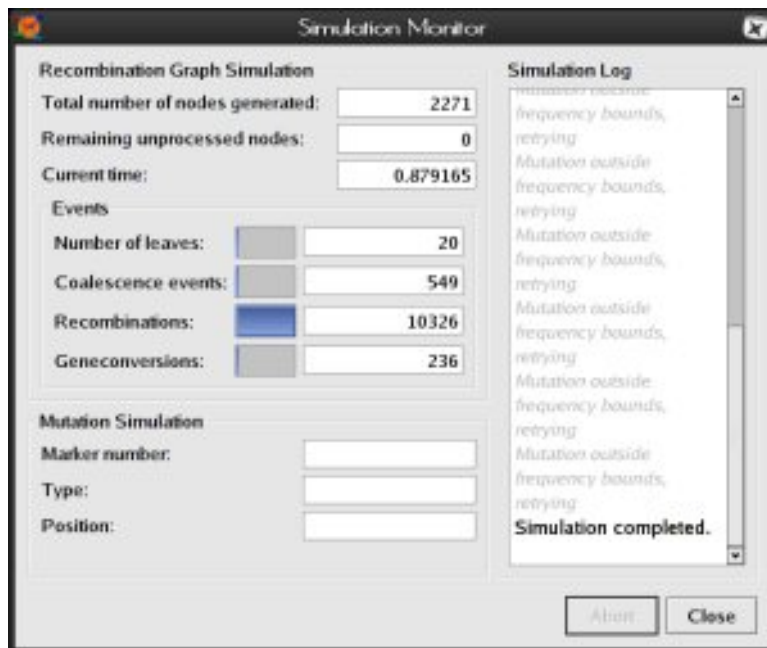 Simulation Monitor
Recombination Graph Simulation
Total number of nodes generated: 2271
Remaining unprocessed nodes: 0
Current time: 0.879165
Events
Number of leaves: 20
Coalescence events: 549
Recombinations: 10326
Geneconversions: 236
Mutation Simulation
Marker number:
Type:
Position:
Simulation Log
Mutation outside
frequency bounds,
retrying
Mutation outside
frequency bounds,
retrying
Mutation outside
frequency bounds,
retrying
Mutation outside
frequency bounds,
retrying
Mutation outside
frequency bounds,
retrying
Mutation outside
frequency bounds,
retrying
Simulation completed.
Abort Close